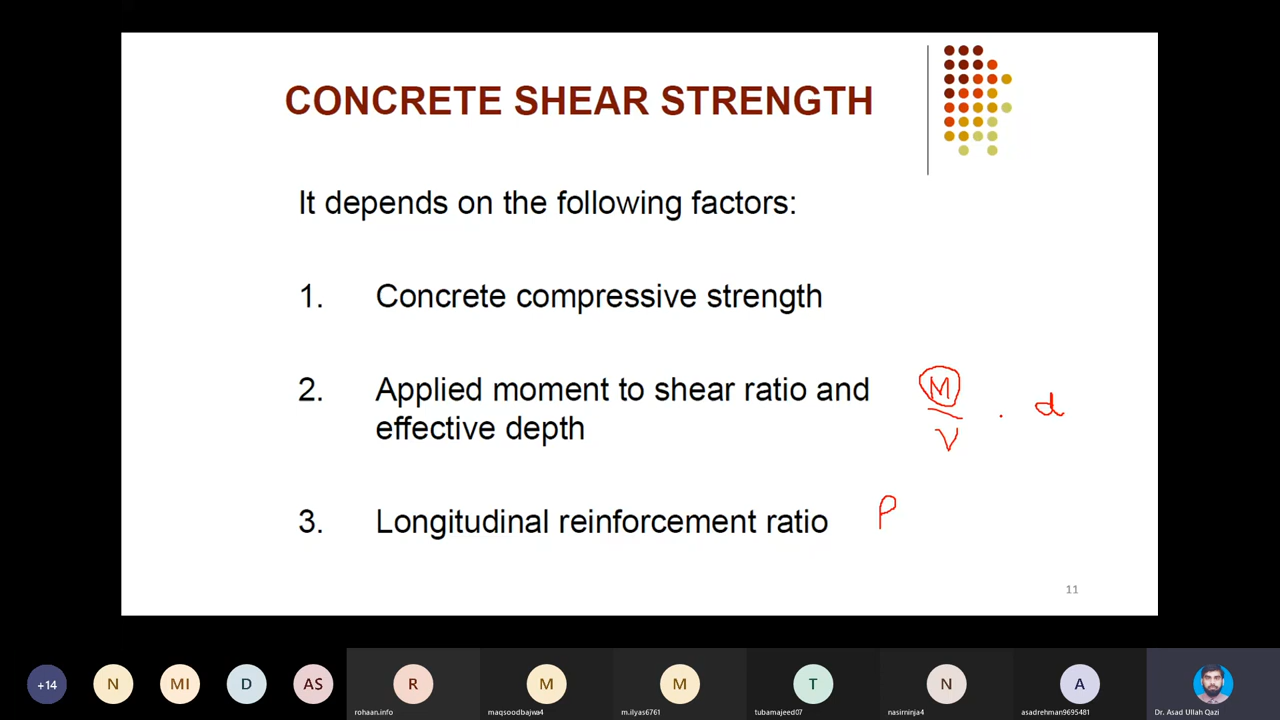 CONCRETE SHEAR STRENGTH
It depends on the following factors:
1. Concrete compressive strength
2. Applied moment to shear ratio and
effective depth
M
V
. d
3. Longitudinal reinforcement ratio ρ
11
+14 N MI D AS R M M T N A
rohaan.info maqsoodbajwa4 m.ilyas6761 tubamajeed07 nasirninja4 asadrehman9695481 Dr. Asad Ullah Qazi